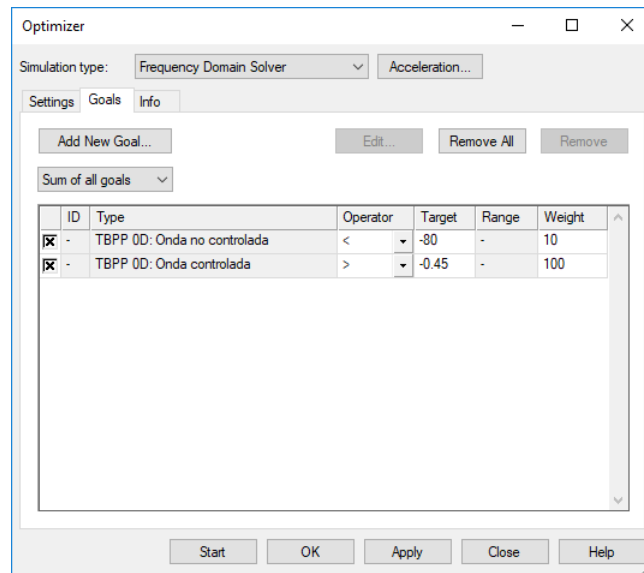 Optimizer
Simulation type: Frequency Domain Solver Acceleration...
Settings Goals Info
Add New Goal... Edit... Remove All Remove
Sum of all goals
ID Type Operator Target Range Weight
- TBPP 0D: Onda no controlada < -80 - 10
- TBPP 0D: Onda controlada > -0.45 - 100
Start OK Apply Close Help